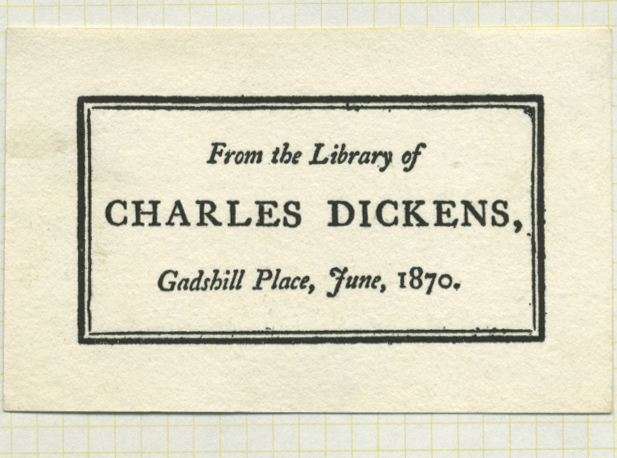 From the Library of
CHARLES DICKENS,
Gadshill Place, June, 1870.